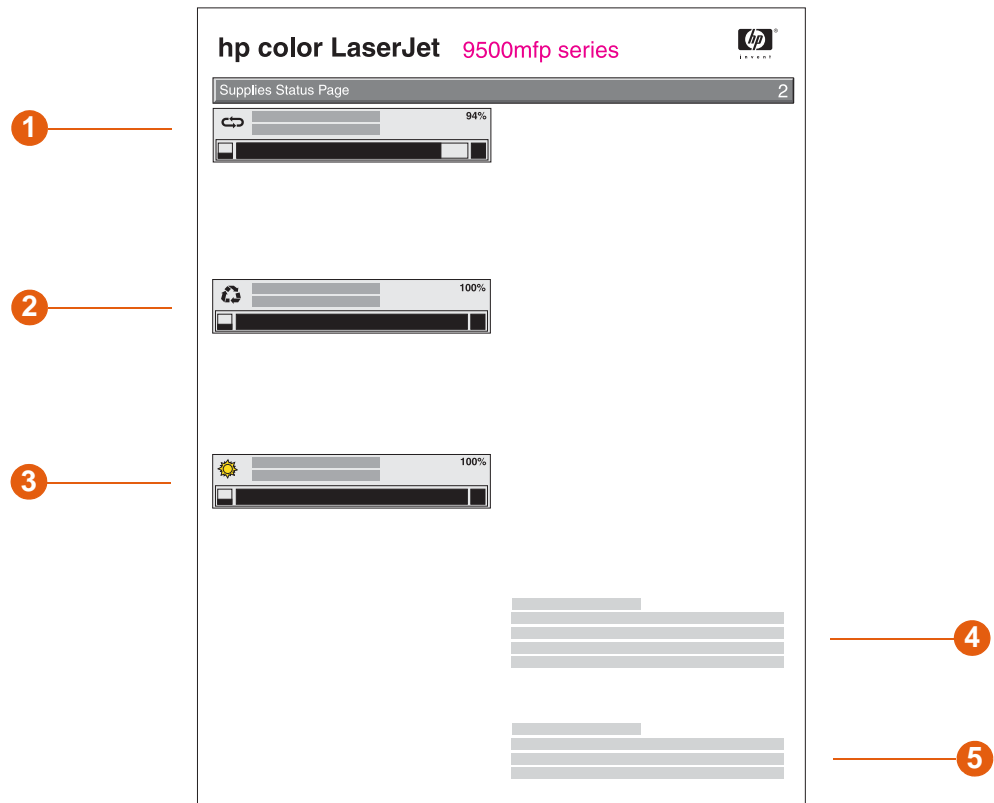 hp color LaserJet 9500mfp series
hp
®
invent
Supplies Status Page 2
1
94%
2
100%
3
100%
4
5